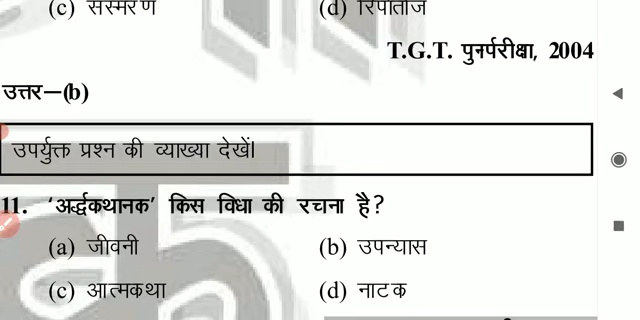 (c) संस्मरण (d) रिपोर्ताज
T.G.T. पुनर्परीक्षा, 2004
उत्तर—(b)
उपर्युक्त प्रश्न की व्याख्या देखें।
11. ‘अर्द्धकथानक’ किस विधा की रचना है?
(a) जीवनी (b) उपन्यास
(c) आत्मकथा (d) नाटक